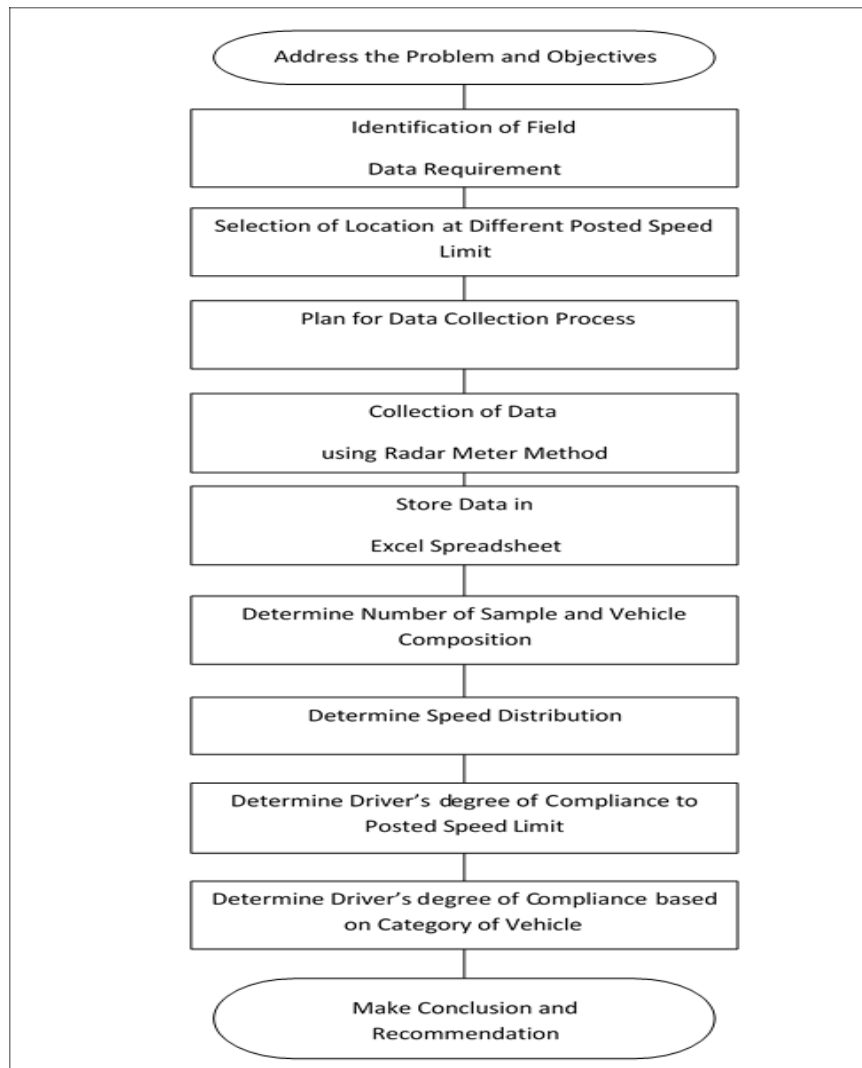 Address the Problem and Objectives
Identification of Field
Data Requirement
Selection of Location at Different Posted Speed
Limit
Plan for Data Collection Process
Collection of Data
using Radar Meter Method
Store Data in
Excel Spreadsheet
Determine Number of Sample and Vehicle
Composition
Determine Speed Distribution
Determine Driver’s degree of Compliance to
Posted Speed Limit
Determine Driver’s degree of Compliance based
on Category of Vehicle
Make Conclusion and
Recommendation